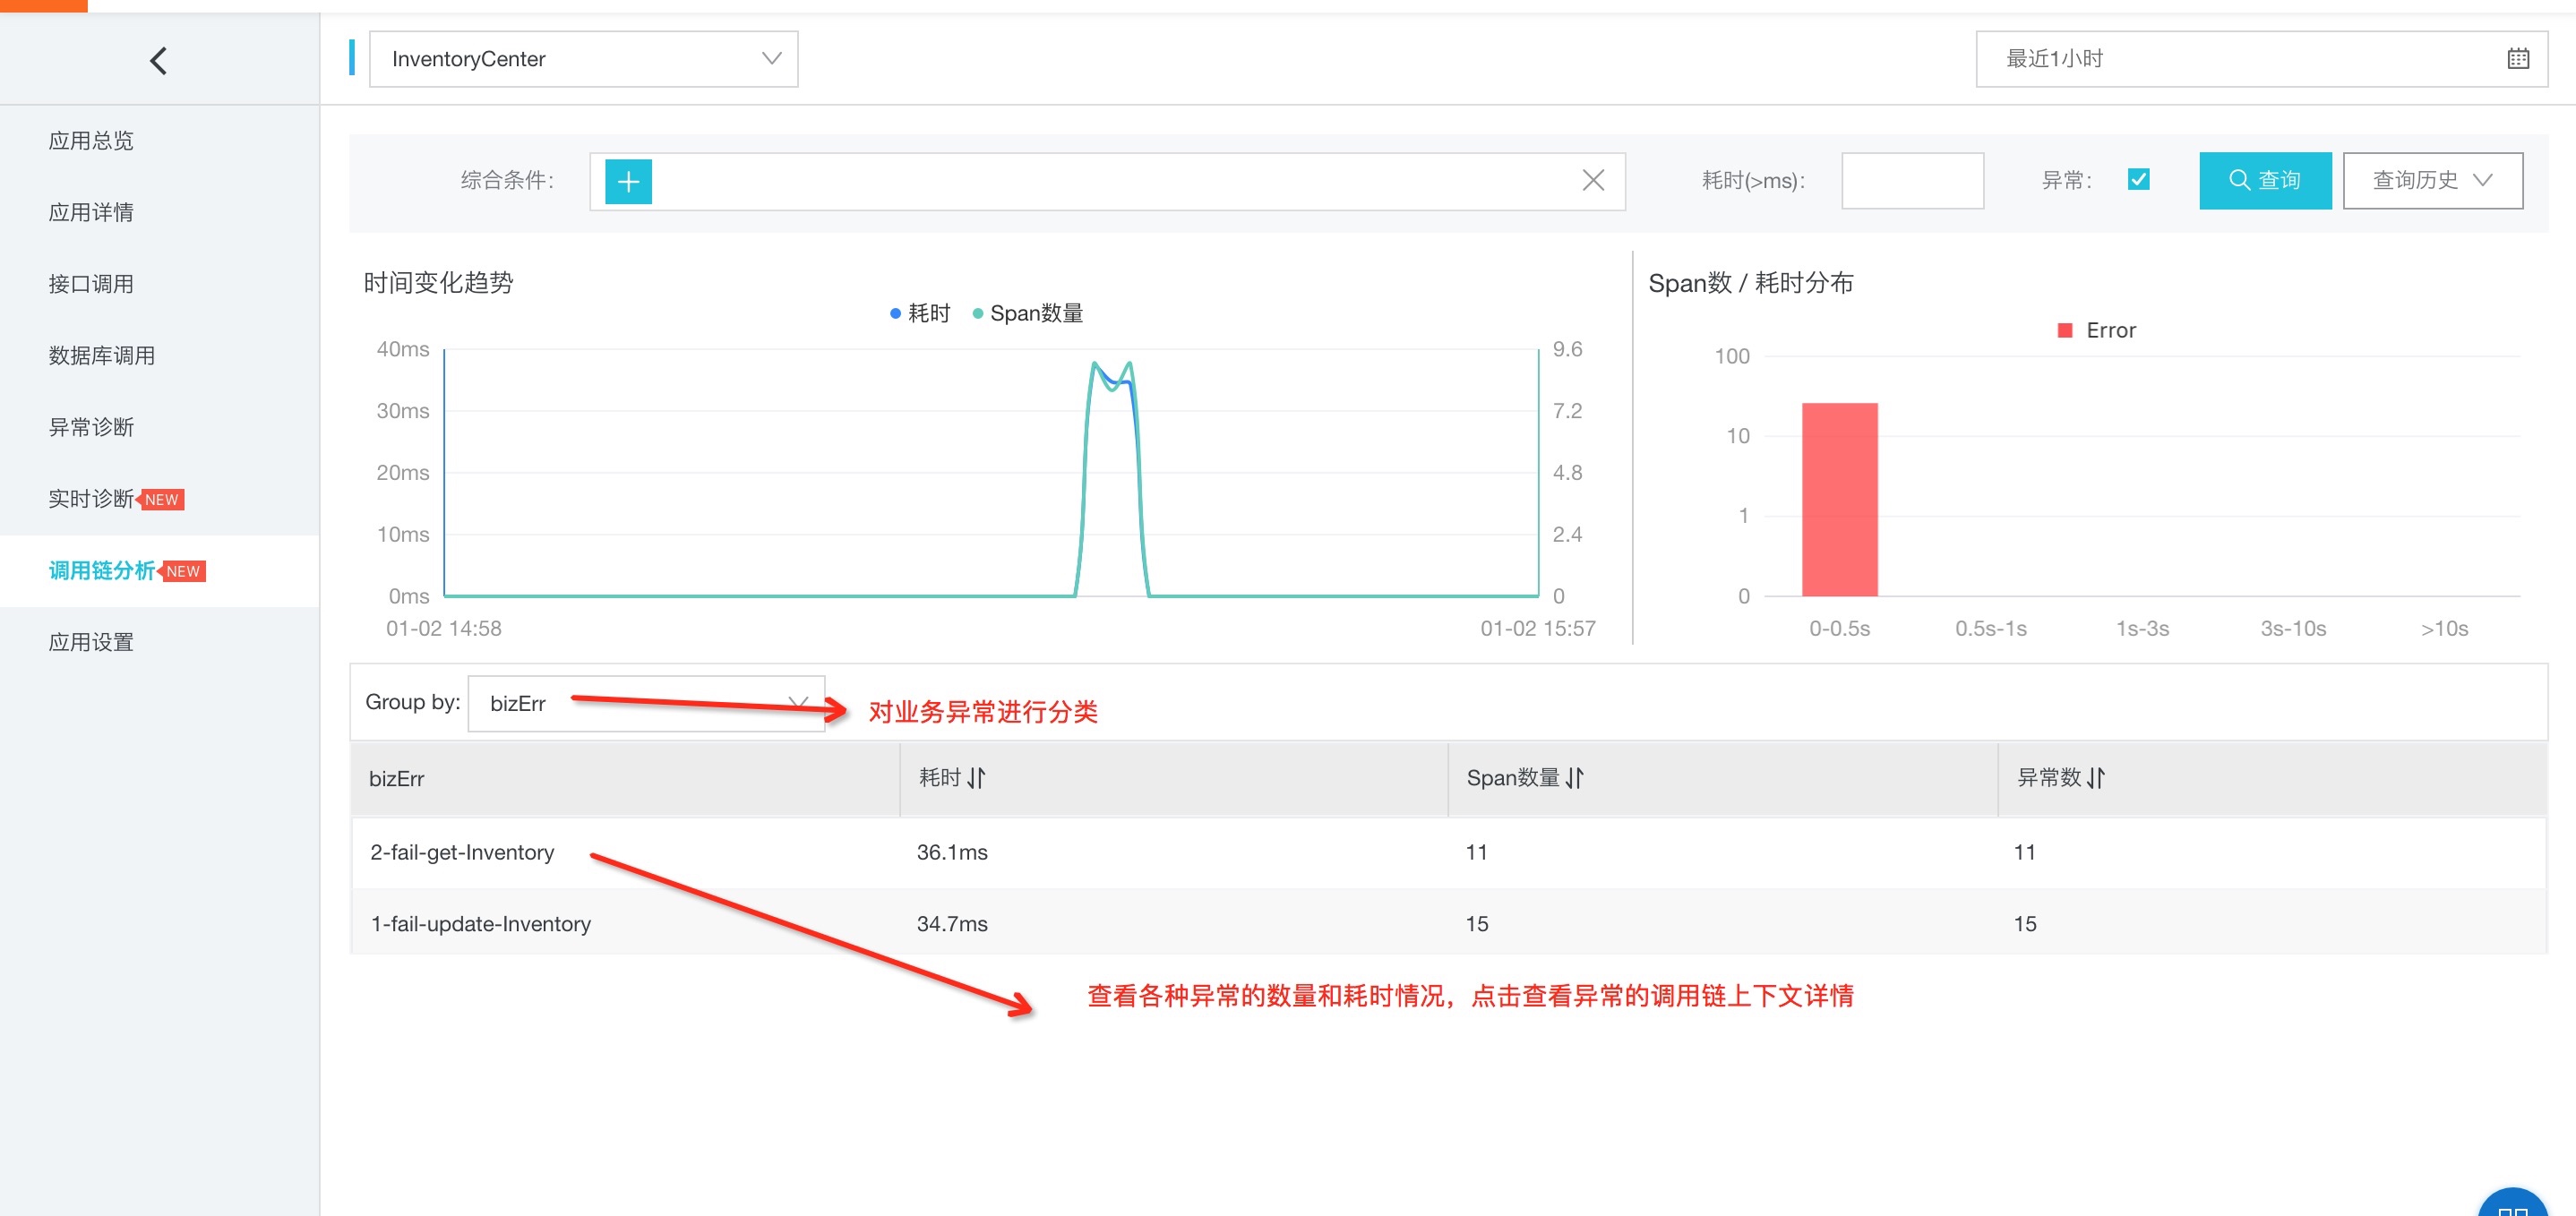 InventoryCenter
最近1小时
应用总览
应用详情
接口调用
数据库调用
异常诊断
实时诊断 NEW
调用链分析 NEW
应用设置
综合条件:
耗时(>ms):
异常:
查询
查询历史
时间变化趋势
耗时 Span数量
40ms
30ms
20ms
10ms
0ms
9.6
7.2
4.8
2.4
0
01-02 14:58
01-02 15:57
Span数 / 耗时分布
Error
100
10
1
0
0-0.5s 0.5s-1s 1s-3s 3s-10s >10s
Group by: bizErr
对业务异常进行分类
bizErr 耗时 Span数量 异常数
2-fail-get-Inventory 36.1ms 11 11
1-fail-update-Inventory 34.7ms 15 15
查看各种异常的数量和耗时情况，点击查看异常的调用链上下文详情